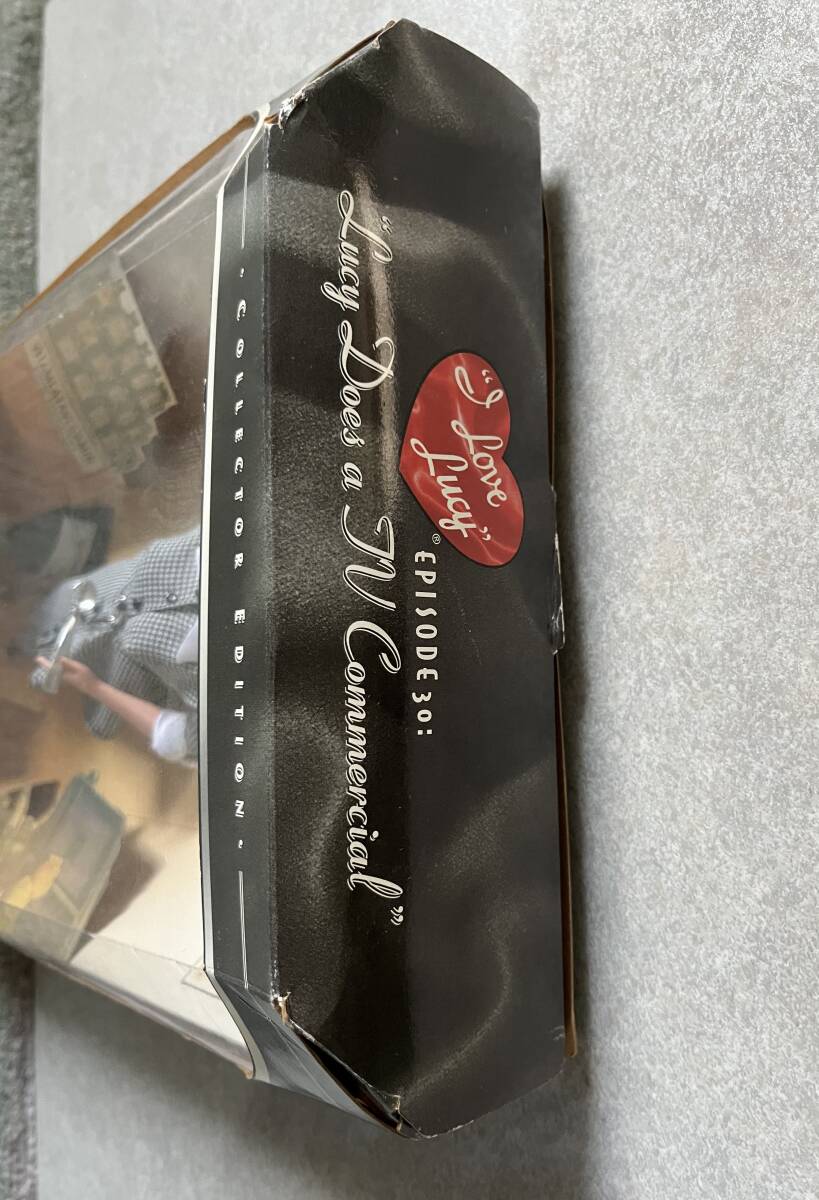 "I Love
Lucy"®
EPISODE 30:
"Lucy Does a TV Commercial"
• COLLECTOR EDITION •